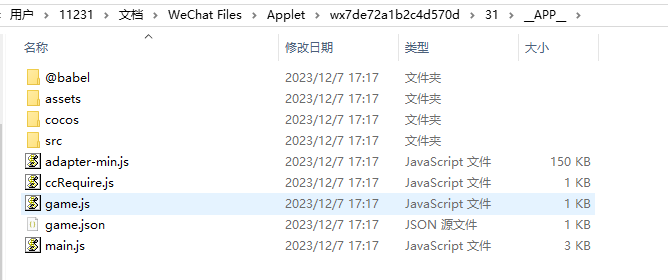 用户 › 11231 › 文档 › WeChat Files › Applet › wx7de72a1b2c4d570d › 31 › __APP__ ›
名称 修改日期 类型 大小
@babel 2023/12/7 17:17 文件夹
assets 2023/12/7 17:17 文件夹
cocos 2023/12/7 17:17 文件夹
src 2023/12/7 17:17 文件夹
adapter-min.js 2023/12/7 17:17 JavaScript 文件 150 KB
ccRequire.js 2023/12/7 17:17 JavaScript 文件 1 KB
game.js 2023/12/7 17:17 JavaScript 文件 1 KB
game.json 2023/12/7 17:17 JSON 源文件 1 KB
main.js 2023/12/7 17:17 JavaScript 文件 3 KB